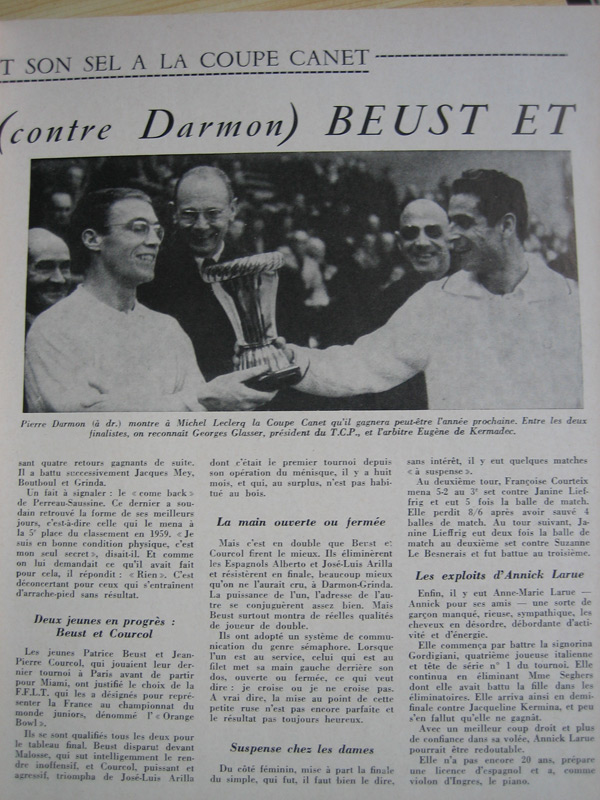 T SON SEL A LA COUPE CANET
(contre Darmon) BEUST ET
Pierre Darmon (à dr.) montre à Michel Leclerq la Coupe Canet qu'il gagnera peut-être l'année prochaine. Entre les deux
finalistes, on reconnaît Georges Glasser, président du T.C.P., et l'arbitre Eugène de Kermadec.
sant quatre retours gagnants de suite.
Il a battu successivement Jacques Mey,
Bouthoul et Grinda.
Un fait à signaler : le « come back »
de Perreau-Saussine. Ce dernier a sou-
dain retrouvé la forme de ses meilleurs
jours, c'est-à-dire celle qui le mena à
la 5e place du classement en 1959. « Je
suis en bonne condition physique, c'est
mon seul secret », disait-il. Et comme
on lui demandait ce qu'il avait fait
pour cela, il répondit : « Rien ». C'est
déconcertant pour ceux qui s'entraînent
d'arrache-pied sans résultat.
Deux jeunes en progrès :
Beust et Courcol
Les jeunes Patrice Beust et Jean-
Pierre Courcol, qui jouaient leur der-
nier tournoi à Paris avant de partir
pour Miami, ont justifié le choix de la
F.F.L.T. qui les a désignés pour repré-
senter la France au championnat du
monde juniors, dénommé l' « Orange
Bowl ».
Ils se sont qualifiés tous les deux pour
le tableau final. Beust disparut devant
Malosse, qui sut intelligemment le ren-
dre inoffensif, et Courcol, puissant et
agressif, triompha de José-Luis Arilla
dont c'était le premier tournoi depuis
son opération du ménisque, il y a huit
mois, et qui, au surplus, n'est pas habi-
tué au bois.
La main ouverte ou fermée
Mais c'est en double que Beust et
Courcol firent le mieux. Ils éliminèrent
les Espagnols Alberto et José-Luis Arilla
et résistèrent en finale, beaucoup mieux
qu'on ne l'aurait cru, à Darmon-Grinda.
La puissance de l'un, l'adresse de l'au-
tre se conjuguèrent assez bien. Mais
Beust surtout montra de réelles qualités
de joueur de double.
Ils ont adopté un système de commu-
nication du genre sémaphore. Lorsque
l'un est au service, celui qui est au
filet met sa main gauche derrière son
dos, ouverte ou fermée, ce qui veut
dire : je croise ou je ne croise pas.
A vrai dire, la mise au point de cette
petite ruse n'est pas encore parfaite et
le résultat pas toujours heureux.
Suspense chez les dames
Du côté féminin, mise à part la finale
du simple, qui fut, il faut bien le dire,
sans intérêt, il y eut quelques matches
« à suspense ».
Au deuxième tour, Françoise Courteix
mena 5-2 au 3e set contre Janine Lief-
frig et eut 5 fois la balle de match.
Elle perdit 8/6 après avoir sauvé 4
balles de match. Au tour suivant, Ja-
nine Lieffrig eut deux fois la balle de
match au deuxième set contre Suzanne
Le Besnerais et fut battue au troisième.
Les exploits d'Annick Larue
Enfin, il y eut Anne-Marie Larue —
Annick pour ses amis — une sorte de
garçon manqué, rieuse, sympathique, les
cheveux en désordre, débordante d'acti-
vité et d'énergie.
Elle commença par battre la signorina
Gordigiani, quatrième joueuse italienne
et tête de série n° 1 du tournoi. Elle
continua en éliminant Mme Seghers
dont elle avait battu la fille dans les
éliminatoires. Elle arriva ainsi en demi-
finale contre Jacqueline Kermina, et peu
s'en fallut qu'elle ne gagnât.
Avec un meilleur coup droit et plus
de confiance dans sa volée, Annick Larue
pourrait être redoutable.
Elle n'a pas encore 20 ans, prépare
une licence d'espagnol et a, comme
violon d'Ingres, le piano.